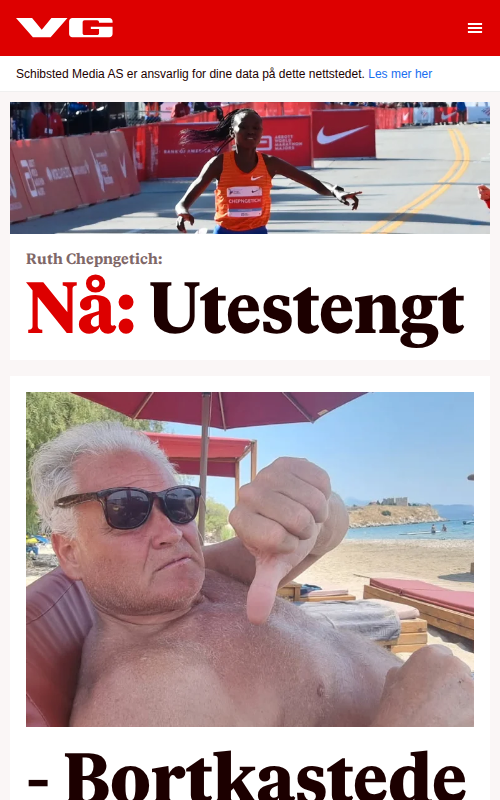 VG
Schibsted Media AS er ansvarlig for dine data på dette nettstedet. Les mer her
CHEPNGETICH
Ruth Chepngetich:
Nå: Utestengt
- Bortkastede